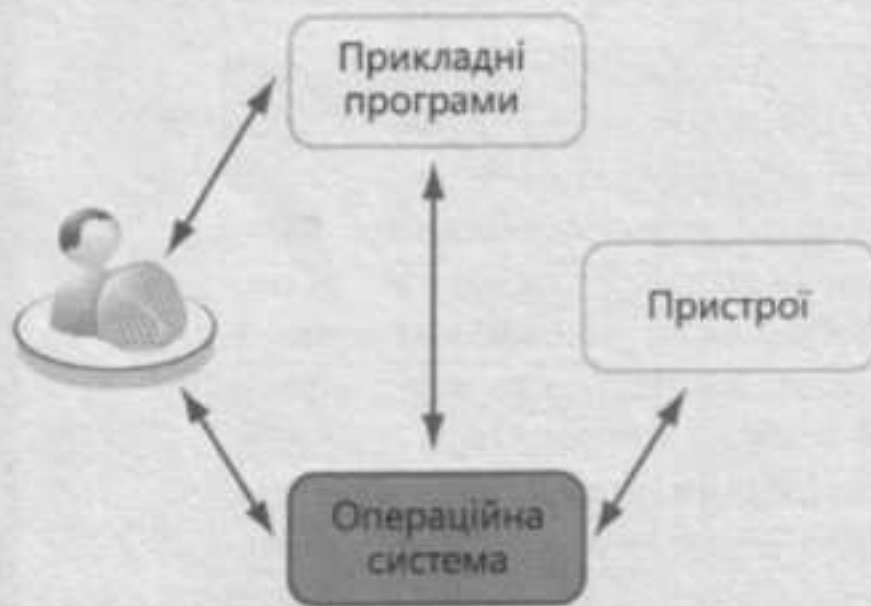 Прикладні
програми
Пристрої
Операційна
система